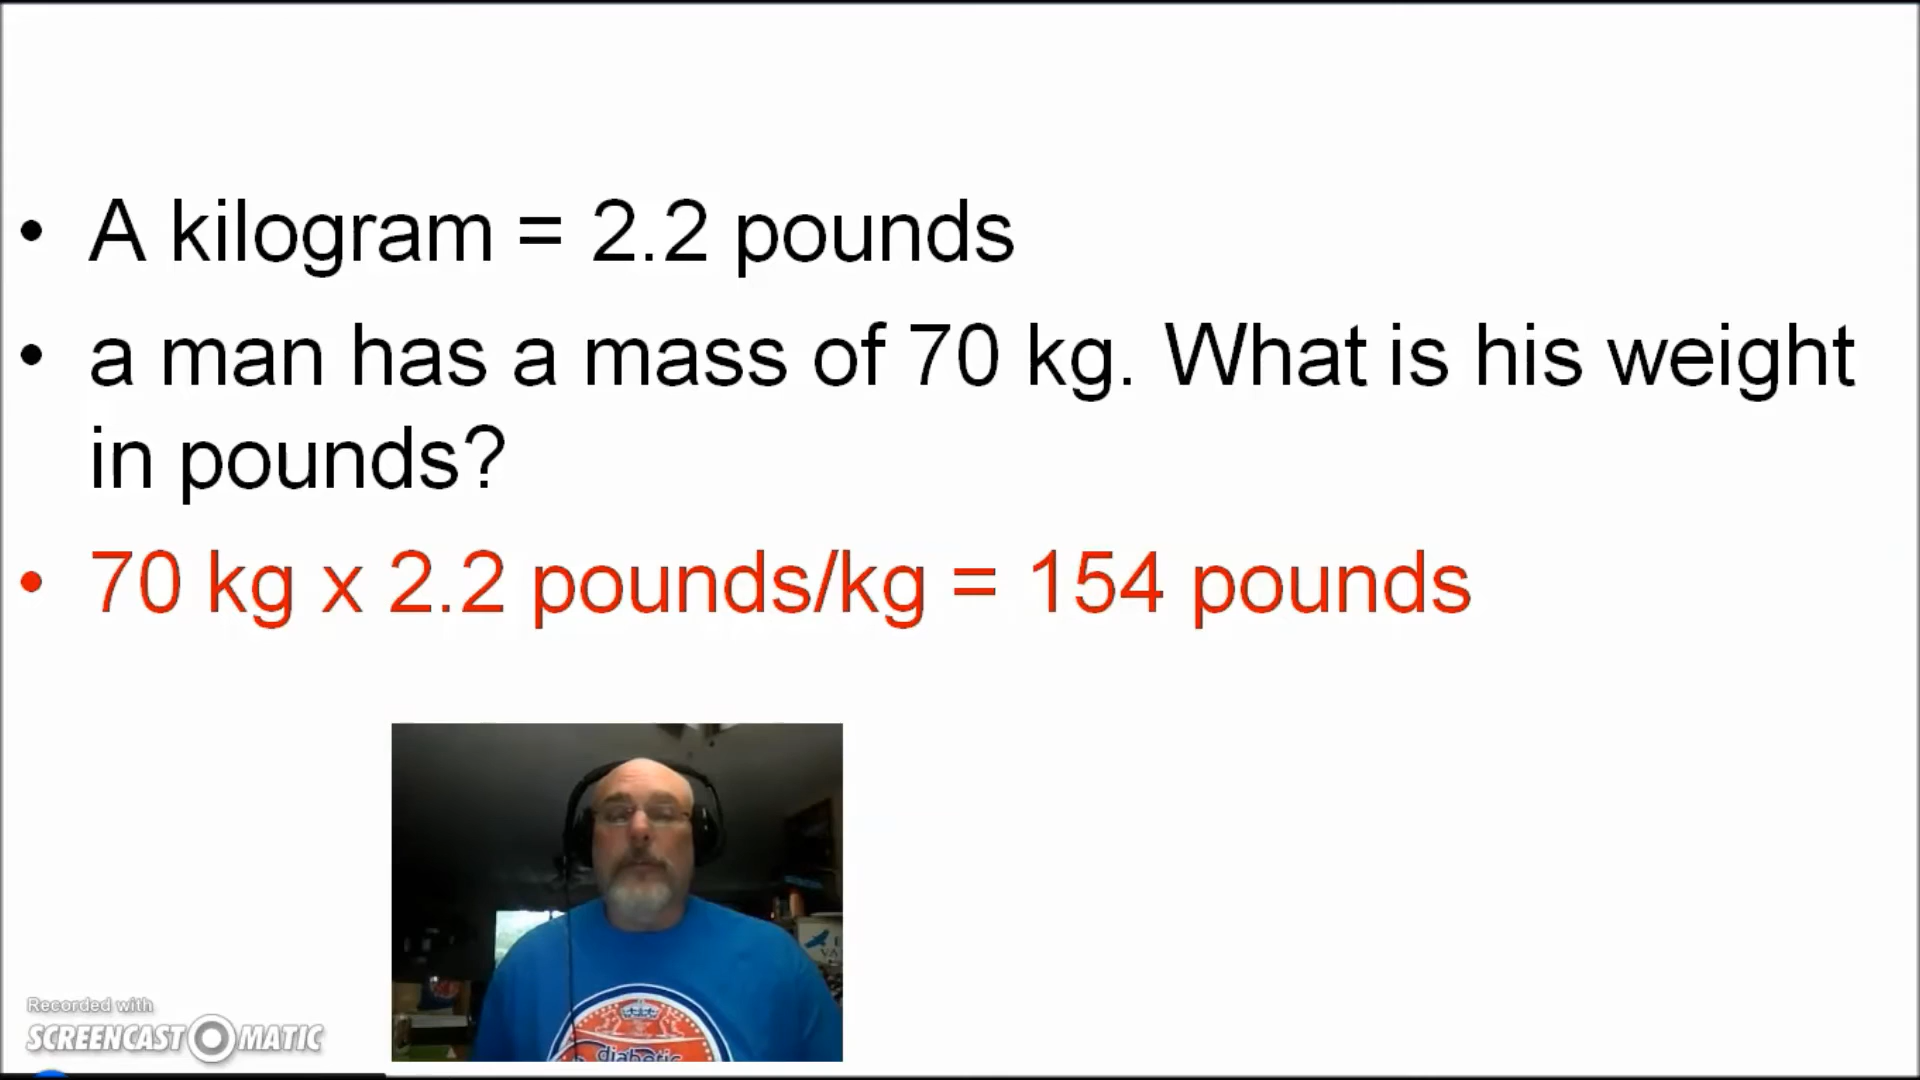 • A kilogram = 2.2 pounds
• a man has a mass of 70 kg. What is his weight
in pounds?
• 70 kg x 2.2 pounds/kg = 154 pounds
diabetic
Recorded with
SCREENCAST O MATIC